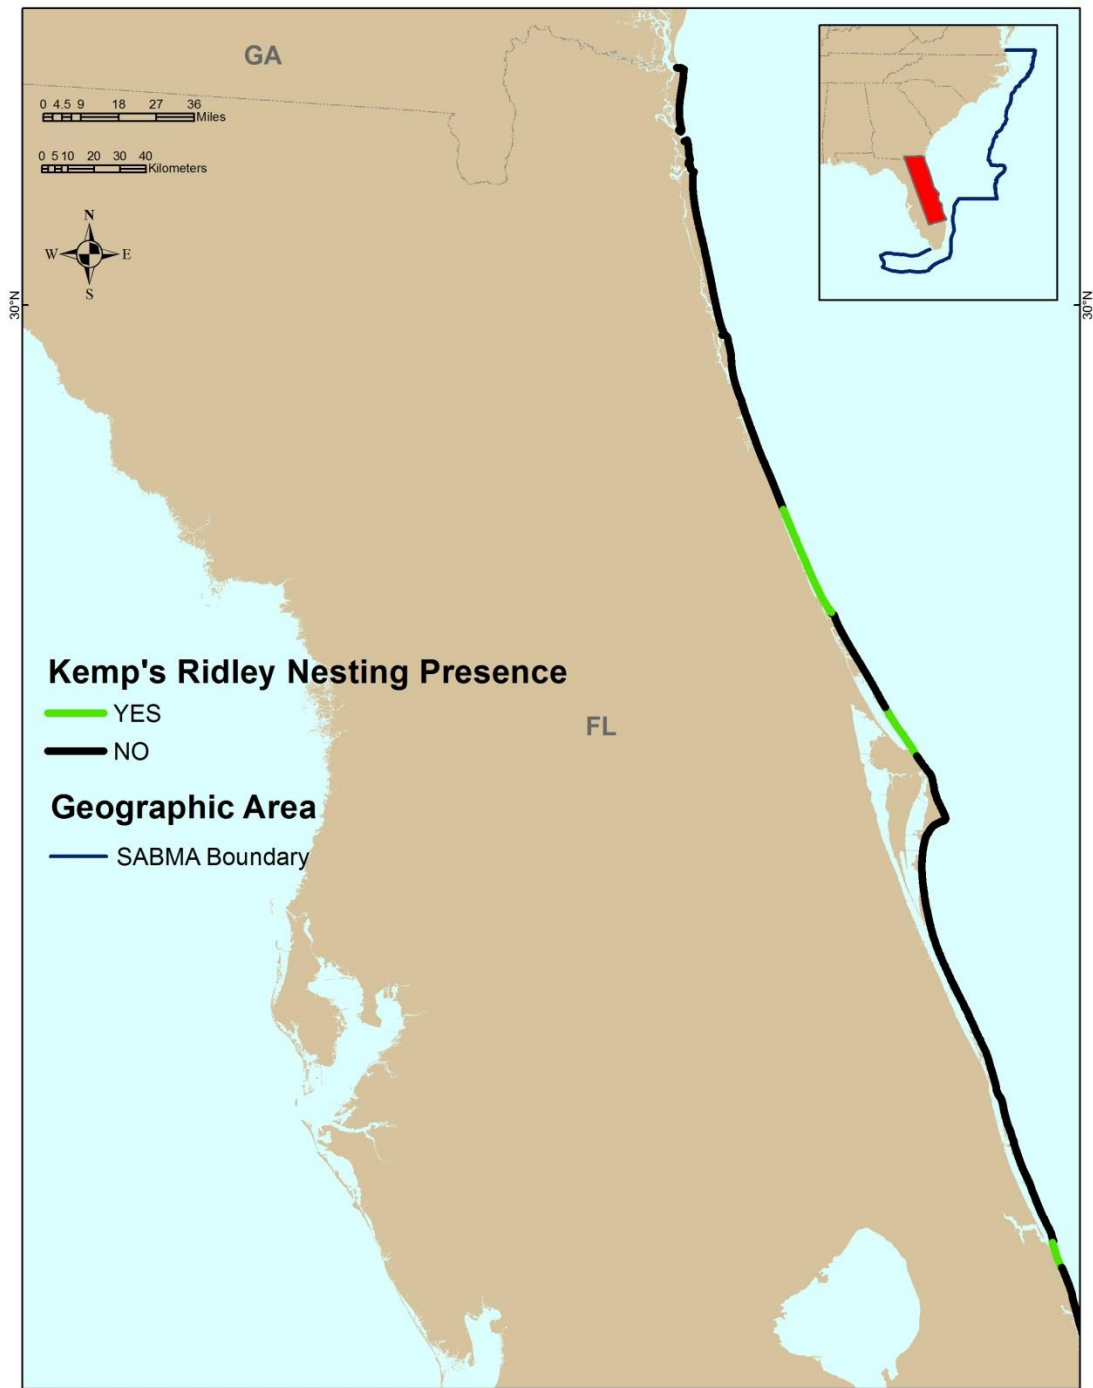 GA
0 4.5 9 18 27 36
Miles
0 5 10 20 30 40
Kilometers
N
W E
S
30°N
30°N
Kemp's Ridley Nesting Presence
YES
NO
FL
Geographic Area
SABMA Boundary